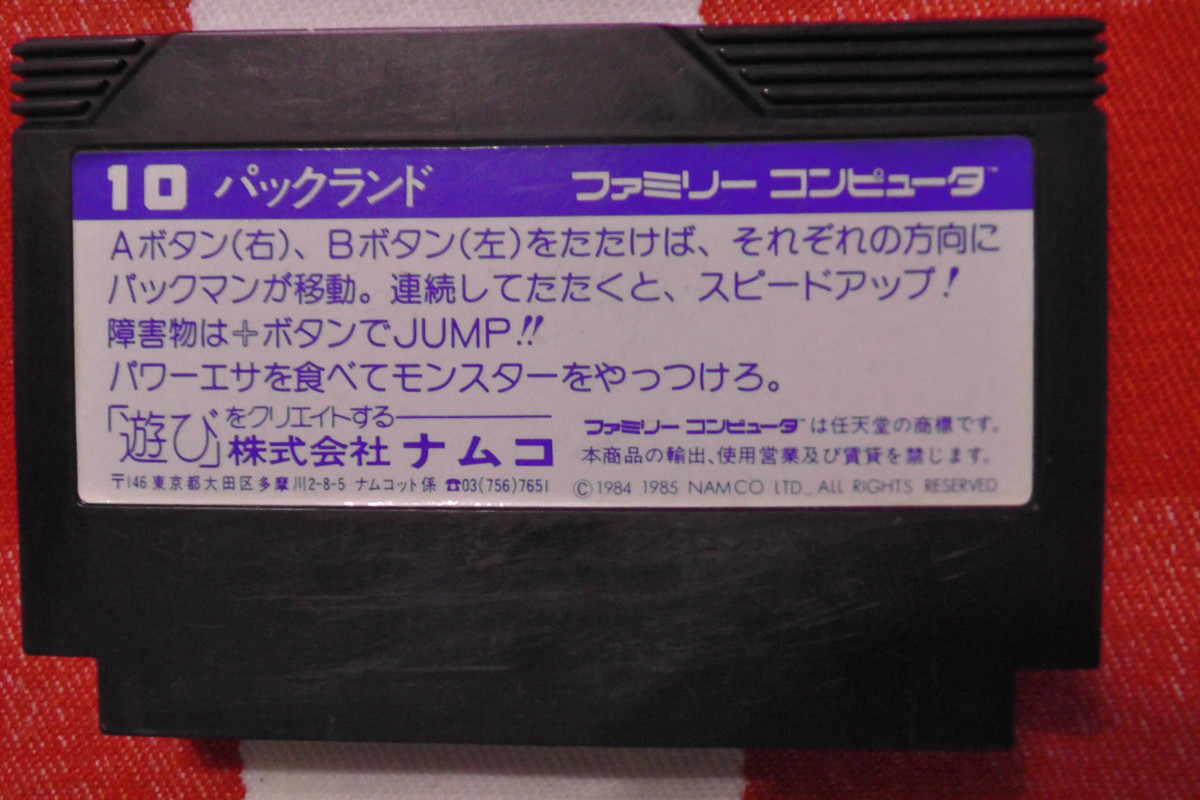 10 パックランド ファミリー コンピュータ™
Aボタン(右)、Bボタン(左)をたたけば、それぞれの方向に
パックマンが移動。連続してたたくと、スピードアップ!
障害物は✛ボタンでJUMP!!
パワーエサを食べてモンスターをやっつけろ。
「遊び」をクリエイトする
株式会社 ナムコ
〒146 東京都大田区多摩川2-8-5 ナムコット係 ☎03(756)7651
ファミリー コンピュータ™は任天堂の商標です。
本商品の輸出、使用営業及び賃貸を禁じます。
©1984 1985 NAMCO LTD., ALL RIGHTS RESERVED